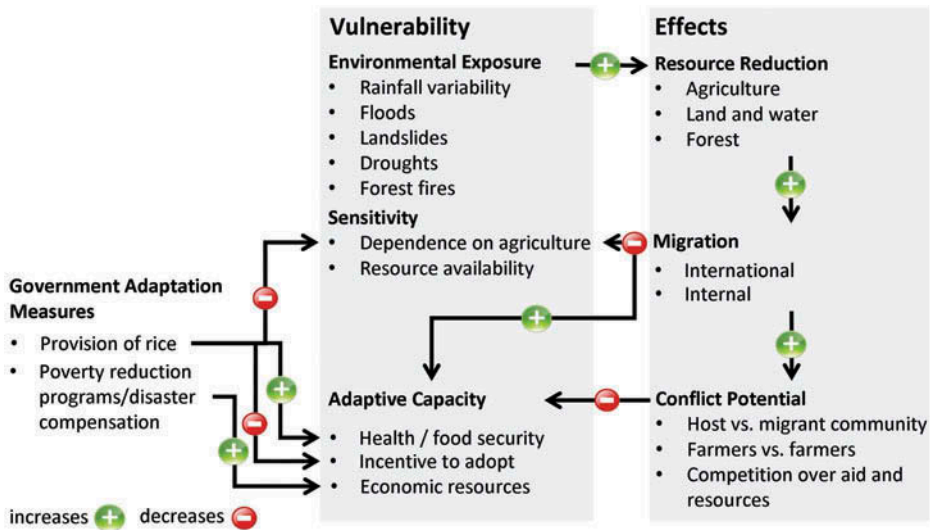 Vulnerability
Environmental Exposure
• Rainfall variability
• Floods
• Landslides
• Droughts
• Forest fires
Sensitivity
• Dependence on agriculture
• Resource availability
Adaptive Capacity
• Health / food security
• Incentive to adopt
• Economic resources
Effects
Resource Reduction
• Agriculture
• Land and water
• Forest
Migration
• International
• Internal
Conflict Potential
• Host vs. migrant community
• Farmers vs. farmers
• Competition over aid and
resources
Government Adaptation
Measures
• Provision of rice
• Poverty reduction
programs/disaster
compensation
increases + decreases −